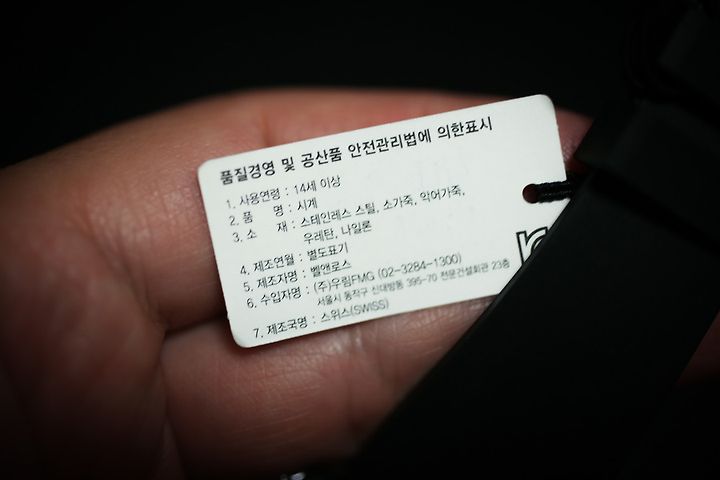 품질경영 및 공산품 안전관리법에 의한표시
1. 사용연령 : 14세 이상
2. 품 명 : 시계
3. 소 재 : 스테인레스 스틸, 소가죽, 악어가죽,
우레탄, 나일론
4. 제조연월 : 별도표기
5. 제조자명 : 벨앤로스
6. 수입자명 : (주)우림FMG (02-3284-1300)
서울시 동작구 신대방동 395-70 전문건설회관 23층
7. 제조국명 : 스위스(SWISS)